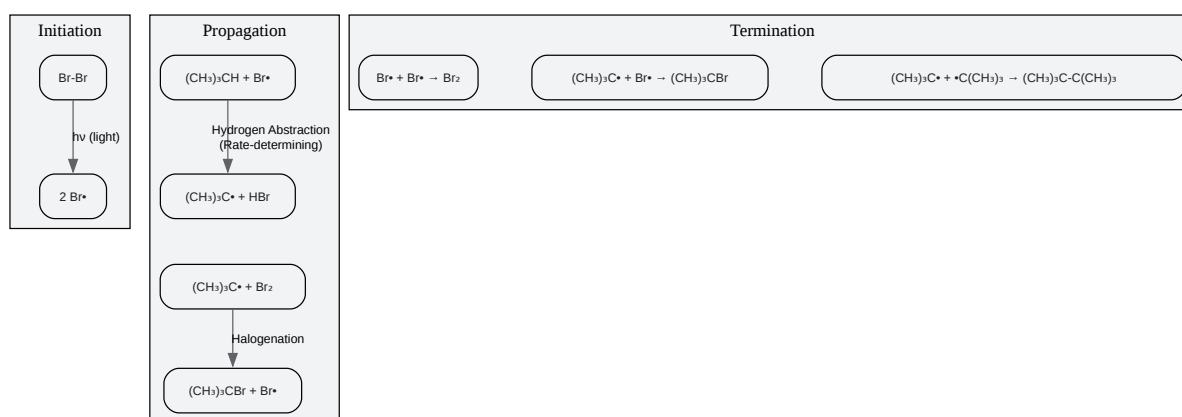 Initiation
Br-Br
hν (light)
2 Br•
Propagation
(CH₃)₃CH + Br•
Hydrogen Abstraction
(Rate-determining)
(CH₃)₃C• + HBr
(CH₃)₃C• + Br₂
Halogenation
(CH₃)₃CBr + Br•
Termination
Br• + Br• → Br₂
(CH₃)₃C• + Br• → (CH₃)₃CBr
(CH₃)₃C• + •C(CH₃)₃ → (CH₃)₃C-C(CH₃)₃